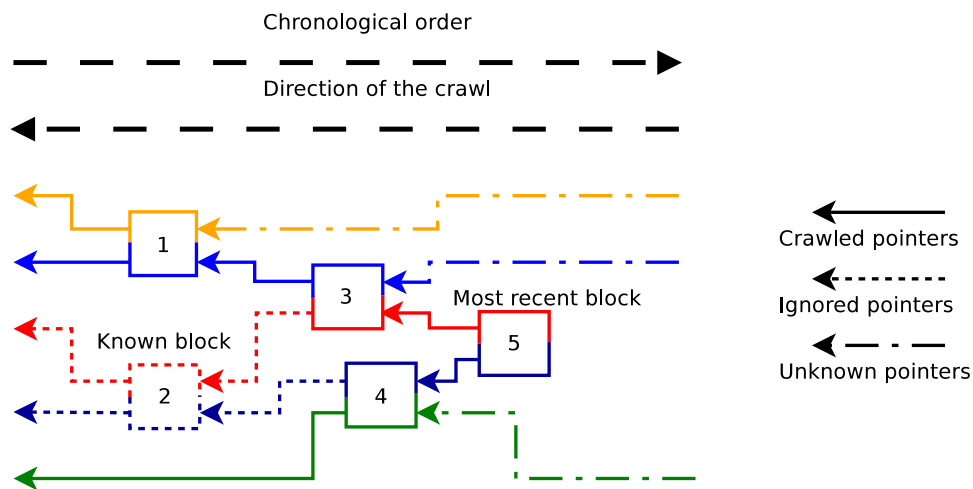 Chronological order
Direction of the crawl
1
3
Most recent block
5
Known block
2
4
Crawled pointers
Ignored pointers
Unknown pointers